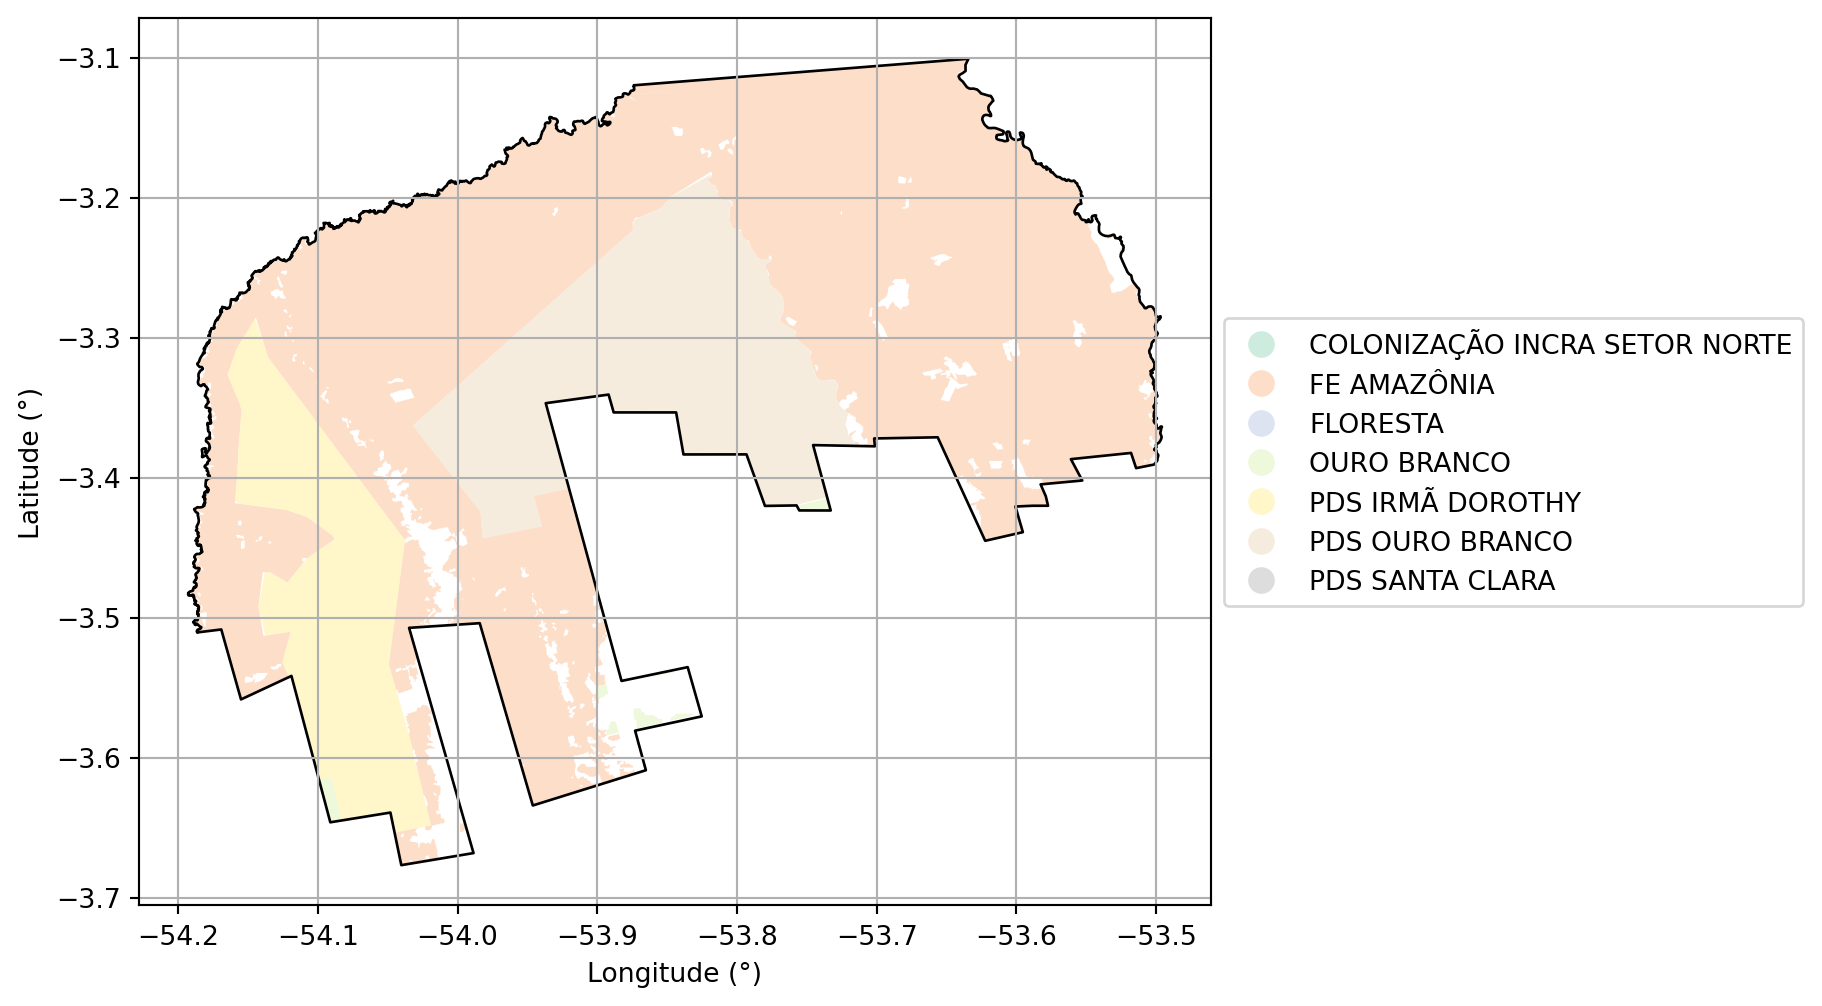 −3.1
−3.2
−3.3
−3.4
−3.5
−3.6
−3.7
Latitude (°)
−54.2 −54.1 −54.0 −53.9 −53.8 −53.7 −53.6 −53.5
Longitude (°)
COLONIZAÇÃO INCRA SETOR NORTE
FE AMAZÔNIA
FLORESTA
OURO BRANCO
PDS IRMÃ DOROTHY
PDS OURO BRANCO
PDS SANTA CLARA